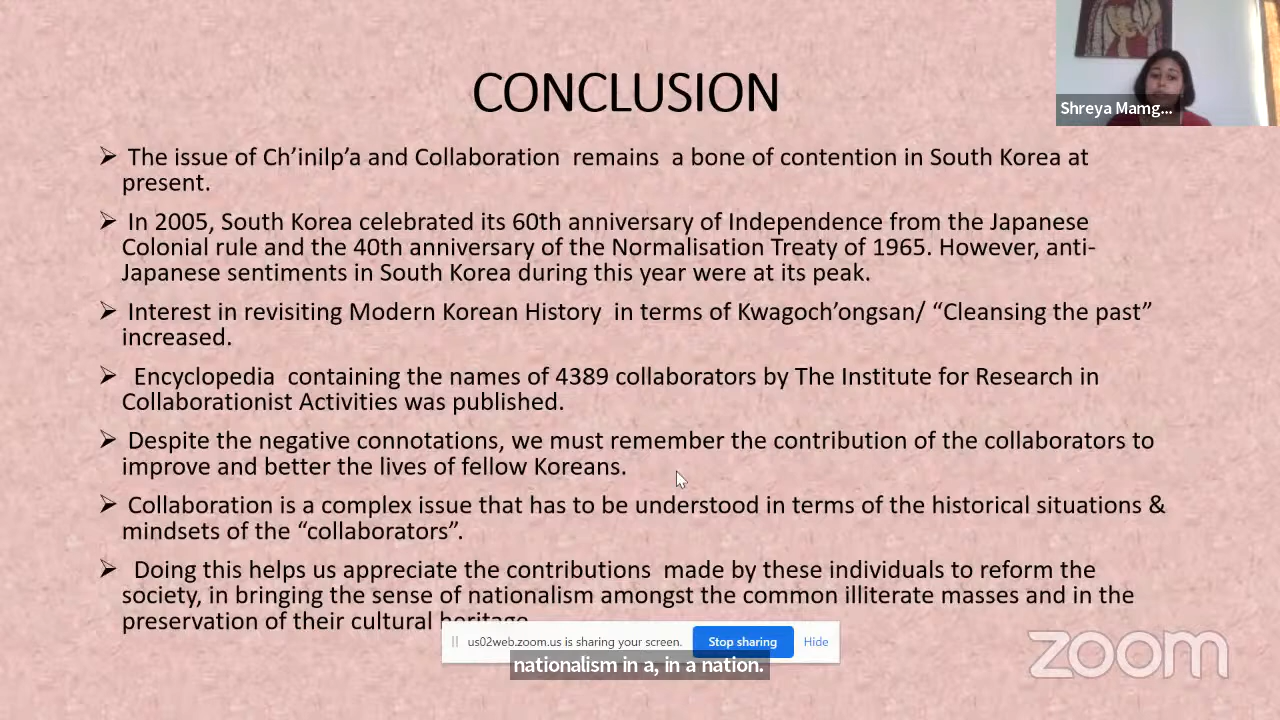 CONCLUSION
Shreya Mamg...
➢ The issue of Ch’inilp’a and Collaboration remains a bone of contention in South Korea at
present.
➢ In 2005, South Korea celebrated its 60th anniversary of Independence from the Japanese
Colonial rule and the 40th anniversary of the Normalisation Treaty of 1965. However, anti-
Japanese sentiments in South Korea during this year were at its peak.
➢ Interest in revisiting Modern Korean History in terms of Kwagoch’ongsan/ “Cleansing the past”
increased.
➢ Encyclopedia containing the names of 4389 collaborators by The Institute for Research in
Collaborationist Activities was published.
➢ Despite the negative connotations, we must remember the contribution of the collaborators to
improve and better the lives of fellow Koreans.
➢ Collaboration is a complex issue that has to be understood in terms of the historical situations &
mindsets of the “collaborators”.
➢ Doing this helps us appreciate the contributions made by these individuals to reform the
society, in bringing the sense of nationalism amongst the common illiterate masses and in the
preservation of their cultural heritage
us02web.zoom.us is sharing your screen. Stop sharing Hide
nationalism in a, in a nation.
zoom